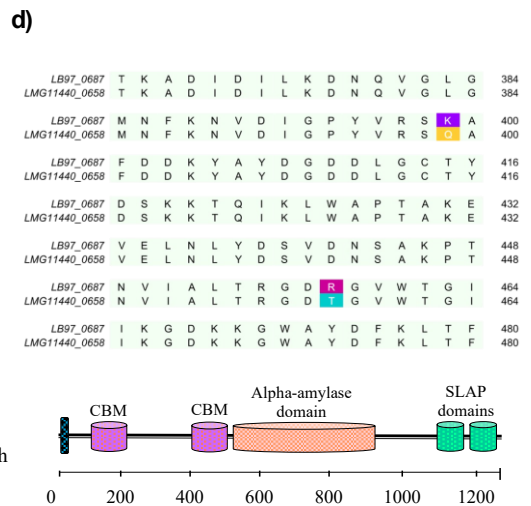 d)
LB97_0687 T K A D I D I L K D N Q V G L G 384
LMG11440_0658 T K A D I D I L K D N Q V G L G 384
LB97_0687 M N F K N V D I G P Y V R S K A 400
LMG11440_0658 M N F K N V D I G P Y V R S Q A 400
LB97_0687 F D D K Y A Y D G D D L G C T Y 416
LMG11440_0658 F D D K Y A Y D G D D L G C T Y 416
LB97_0687 D S K K T Q I K L W A P T A K E 432
LMG11440_0658 D S K K T Q I K L W A P T A K E 432
LB97_0687 V E L N L Y D S V D N S A K P T 448
LMG11440_0658 V E L N L Y D S V D N S A K P T 448
LB97_0687 N V I A L T R G D R G V W T G I 464
LMG11440_0658 N V I A L T R G D T G V W T G I 464
LB97_0687 I K G D K K G W A Y D F K L T F 480
LMG11440_0658 I K G D K K G W A Y D F K L T F 480
CBM CBM Alpha-amylase SLAP
domain domains
h
0 200 400 600 800 1000 1200